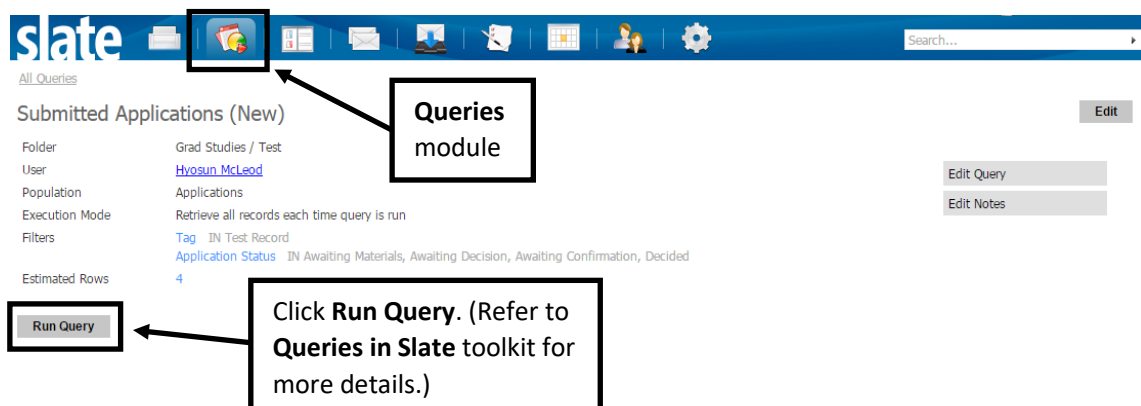 slate
Search...
All Queries
Submitted Applications (New)
Edit
Queries
module
Folder Grad Studies / Test
User Hyosun McLeod
Edit Query
Population Applications
Edit Notes
Execution Mode Retrieve all records each time query is run
Filters Tag IN Test Record
Application Status IN Awaiting Materials, Awaiting Decision, Awaiting Confirmation, Decided
Estimated Rows 4
Run Query
Click Run Query. (Refer to
Queries in Slate toolkit for
more details.)